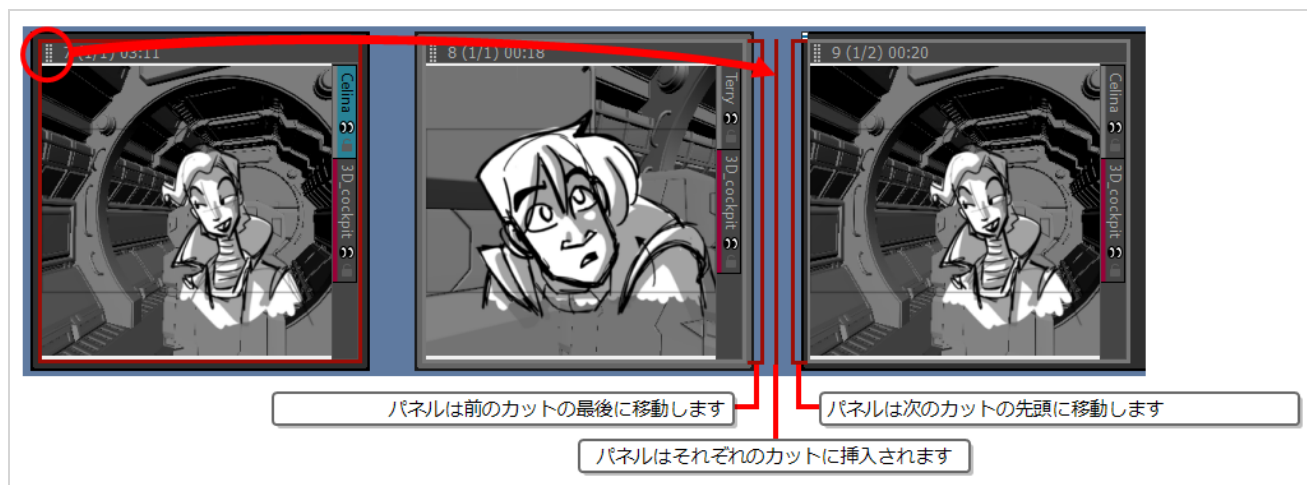 7 (1/1) 03:11
8 (1/1) 00:18
9 (1/2) 00:20
Celina
3D_cockpit
Terry
3D_cockpit
Celina
3D_cockpit
パネルは前のカットの最後に移動します
パネルは次のカットの先頭に移動します
パネルはそれぞれのカットに挿入されます